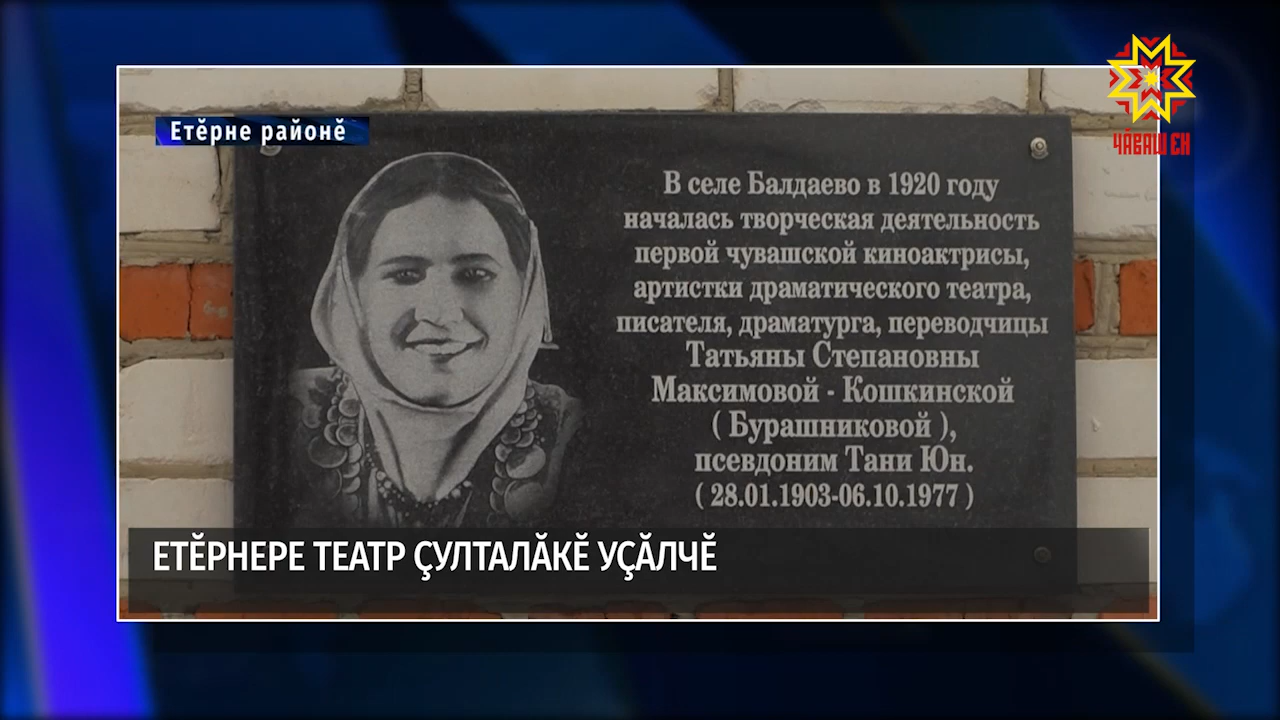 Етӗрне районӗ
ЧӐВАШ ЕН
В селе Балдаево в 1920 году
началась творческая деятельность
первой чувашской киноактрисы,
артистки драматического театра,
писателя, драматурга, переводчицы
Татьяны Степановны
Максимовой - Кошкинской
( Бурашниковой ),
псевдоним Тани Юн.
( 28.01.1903-06.10.1977 )
ЕТӖРНЕРЕ ТЕАТР ҪУЛТАЛӐКӖ УҪӐЛЧӖ